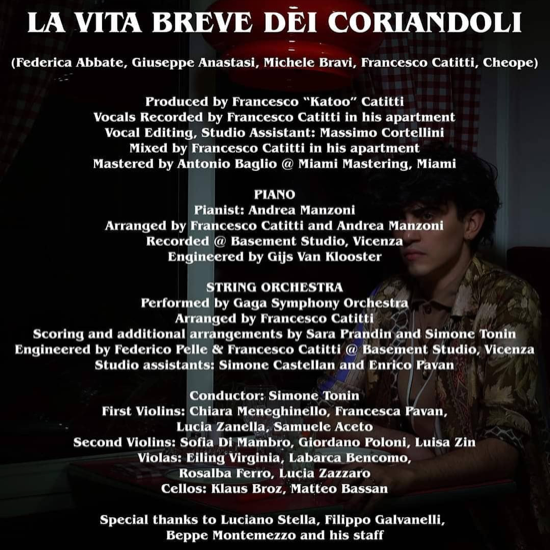 LA VITA BREVE DEI CORIANDOLI
(Federica Abbate, Giuseppe Anastasi, Michele Bravi, Francesco Catitti, Cheope)
Produced by Francesco “Katoo” Catitti
Vocals Recorded by Francesco Catitti in his apartment
Vocal Editing, Studio Assistant: Massimo Cortellini
Mixed by Francesco Catitti in his apartment
Mastered by Antonio Baglio @ Miami Mastering, Miami
PIANO
Pianist: Andrea Manzoni
Arranged by Francesco Catitti and Andrea Manzoni
Recorded @ Basement Studio, Vicenza
Engineered by Gijs Van Klooster
STRING ORCHESTRA
Performed by Gaga Symphony Orchestra
Arranged by Francesco Catitti
Scoring and additional arrangements by Sara Prandin and Simone Tonin
Engineered by Federico Pelle & Francesco Catitti @ Basement Studio, Vicenza
Studio assistants: Simone Castellan and Enrico Pavan
Conductor: Simone Tonin
First Violins: Chiara Meneghinello, Francesca Pavan,
Lucia Zanella, Samuele Aceto
Second Violins: Sofia Di Mambro, Giordano Poloni, Luisa Zin
Violas: Eiling Virginia, Labarca Bencomo,
Rosalba Ferro, Lucia Zazzaro
Cellos: Klaus Broz, Matteo Bassan
Special thanks to Luciano Stella, Filippo Galvanelli,
Beppe Montemezzo and his staff